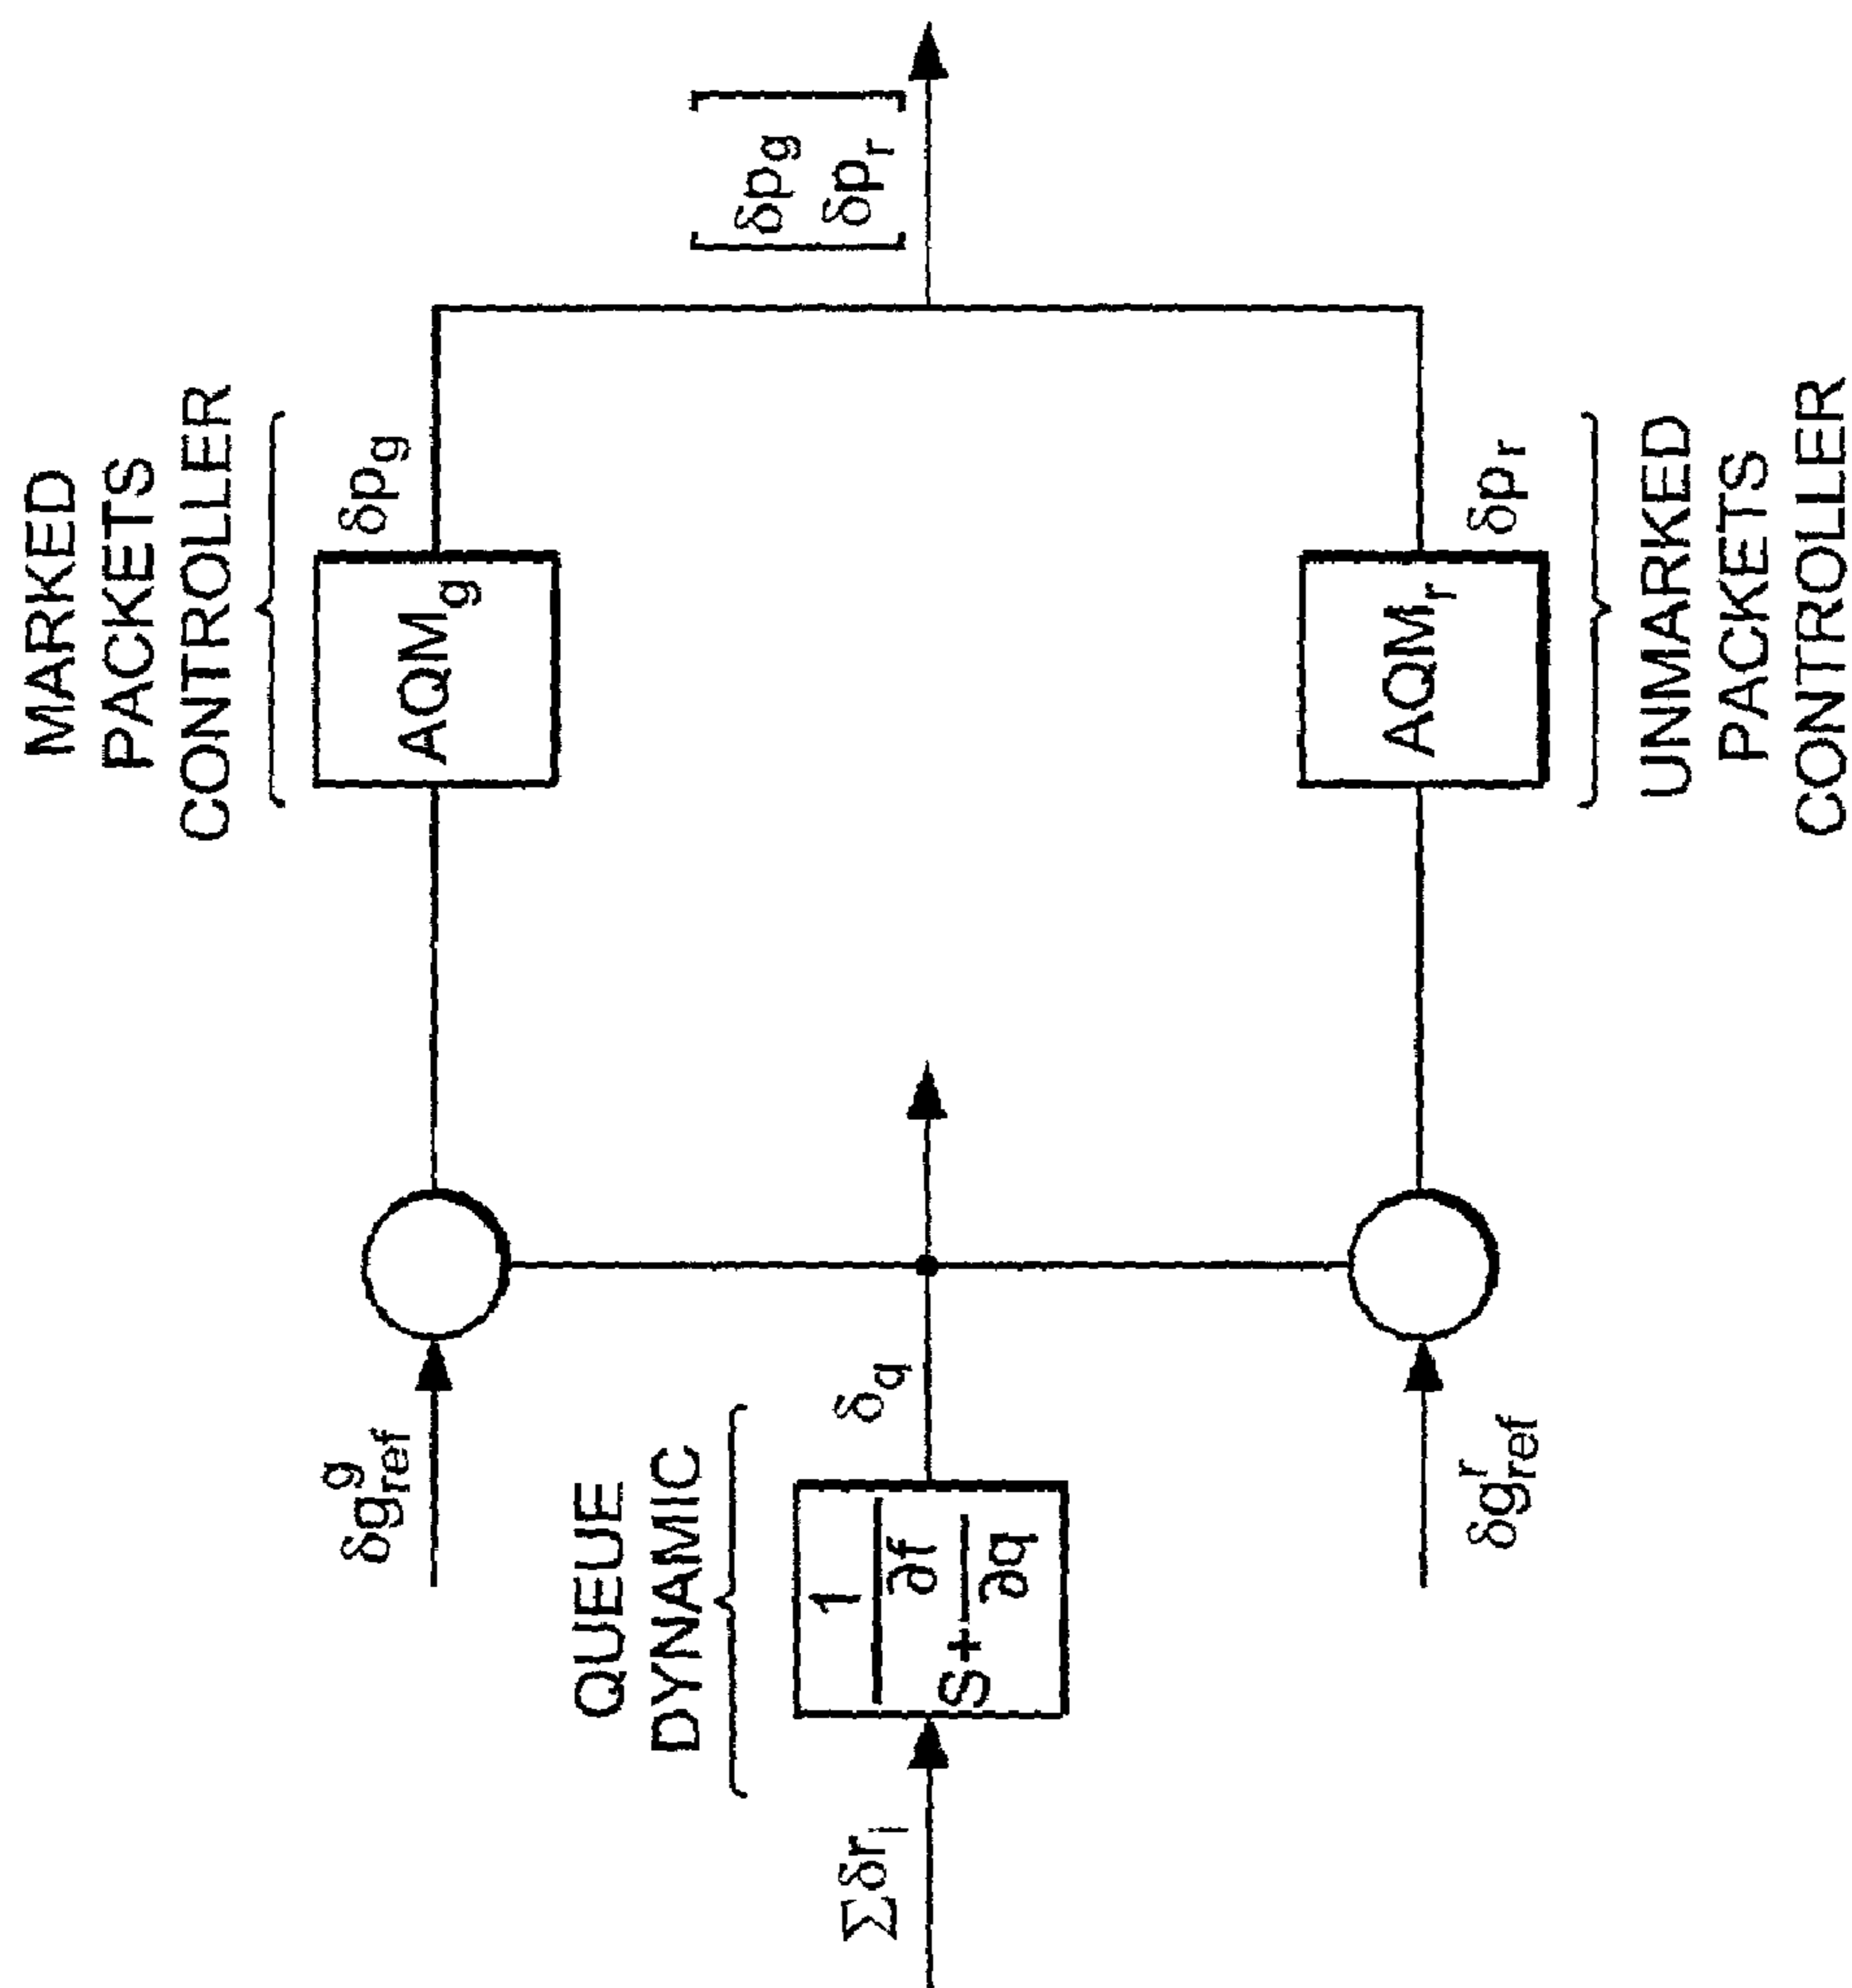 MARKED
PACKETS
CONTROLLER
δg^g_ref
AQM_g
δp_g
QUEUE
DYNAMIC
Σδr_i
1
S+ ∂f
∂q
δ_q
[δp_g
δp_r]
δg^r_ref
AQM_r
δp_r
UNMARKED
PACKETS
CONTROLLER